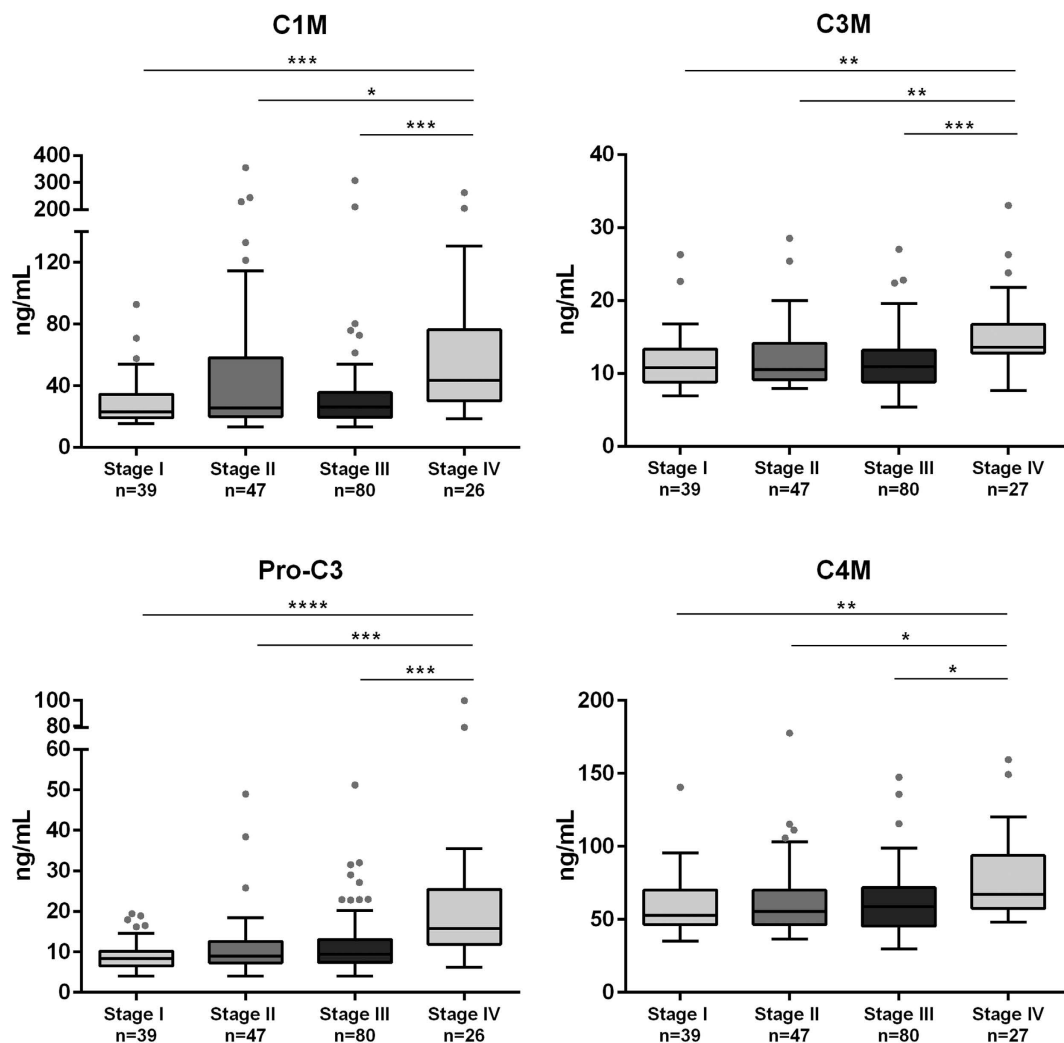 C1M
***
*
***
400
300
200
120
80
40
0
ng/mL
Stage I Stage II Stage III Stage IV
n=39 n=47 n=80 n=26
C3M
**
**
***
40
30
20
10
0
ng/mL
Stage I Stage II Stage III Stage IV
n=39 n=47 n=80 n=27
Pro-C3
****
***
***
100
80
60
50
40
30
20
10
0
ng/mL
Stage I Stage II Stage III Stage IV
n=39 n=47 n=80 n=26
C4M
**
*
*
200
150
100
50
0
ng/mL
Stage I Stage II Stage III Stage IV
n=39 n=47 n=80 n=27